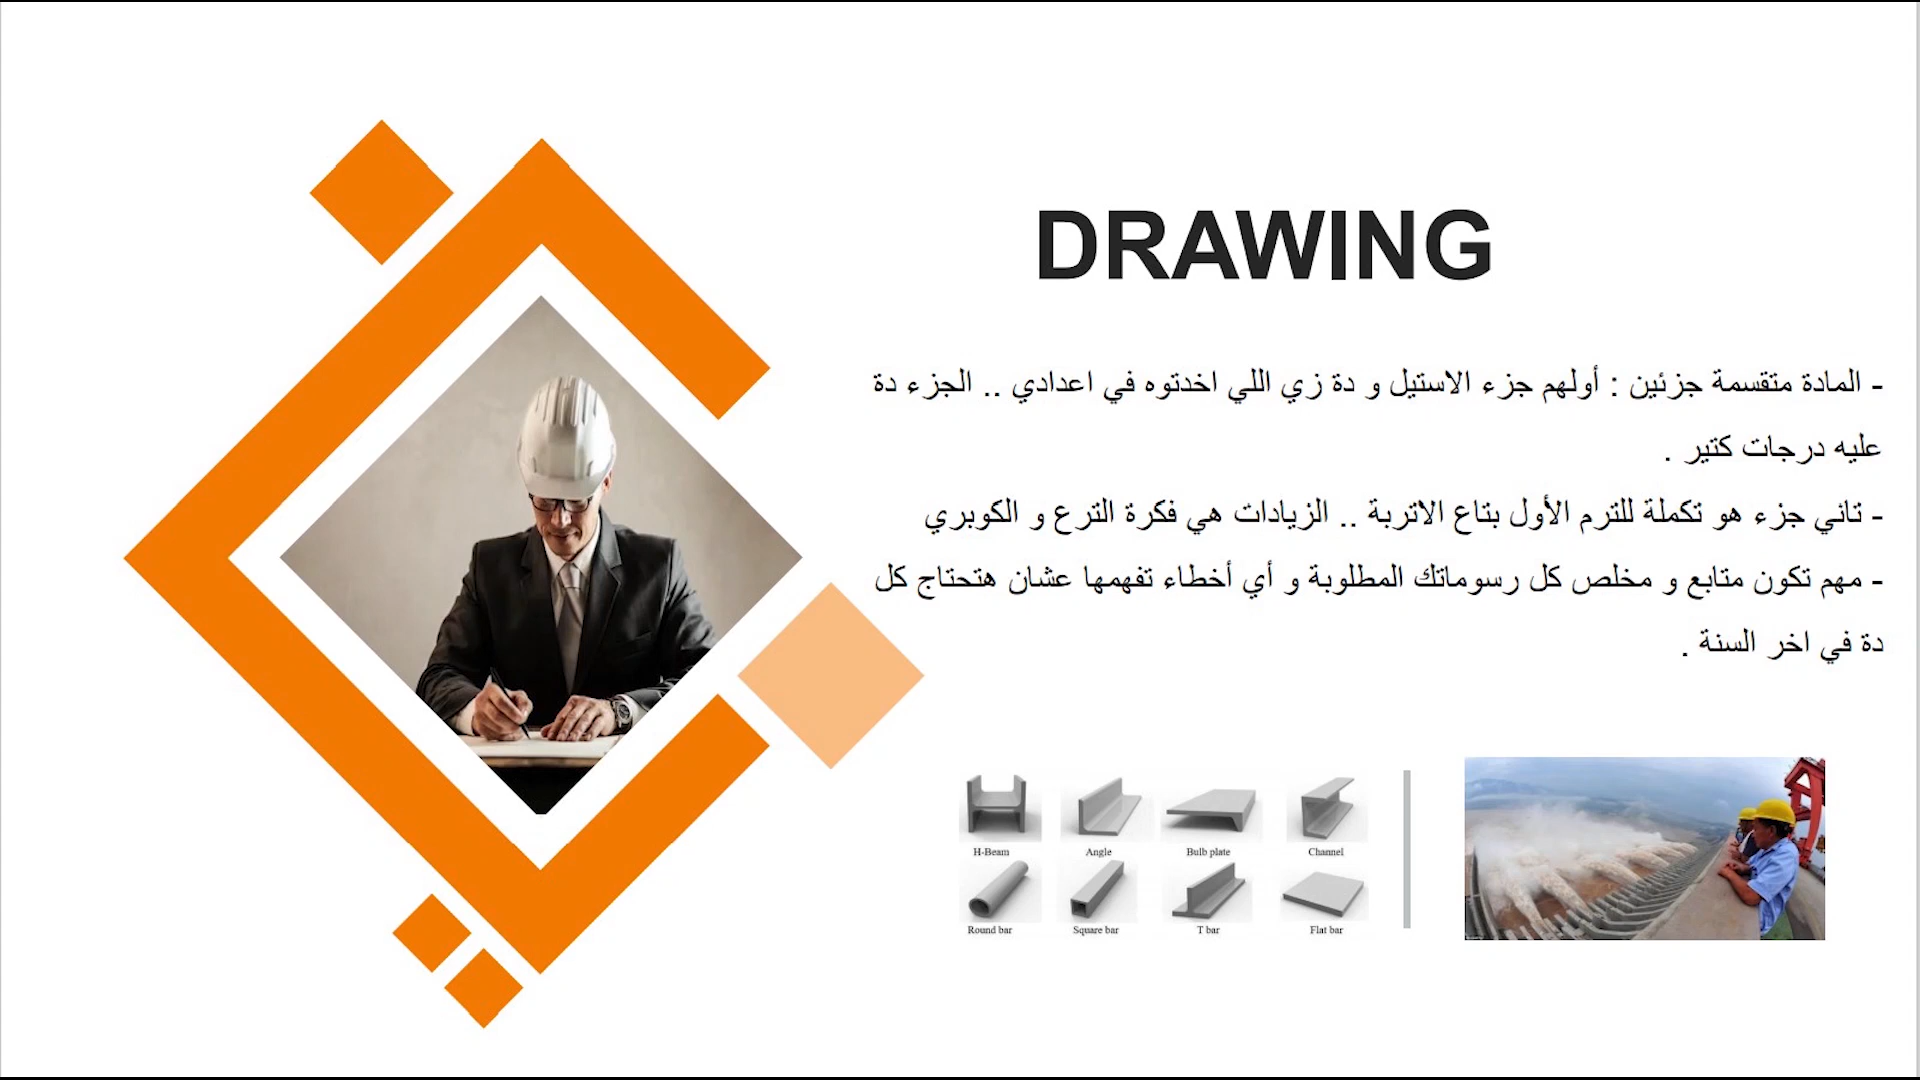 DRAWING
- المادة متقسمة جزئين : أولهم جزء الاستيل و دة زي اللي اخدتوه في اعدادي .. الجزء دة
عليه درجات كتير .
- تاني جزء هو تكملة للترم الأول بتاع الاتربة .. الزيادات هي فكرة الترع و الكوبري
- مهم تكون متابع و مخلص كل رسوماتك المطلوبة و أي أخطاء تفهمها عشان هتحتاج كل
دة في اخر السنة .
H-Beam Angle Bulb plate Channel
Round bar Square bar T bar Flat bar